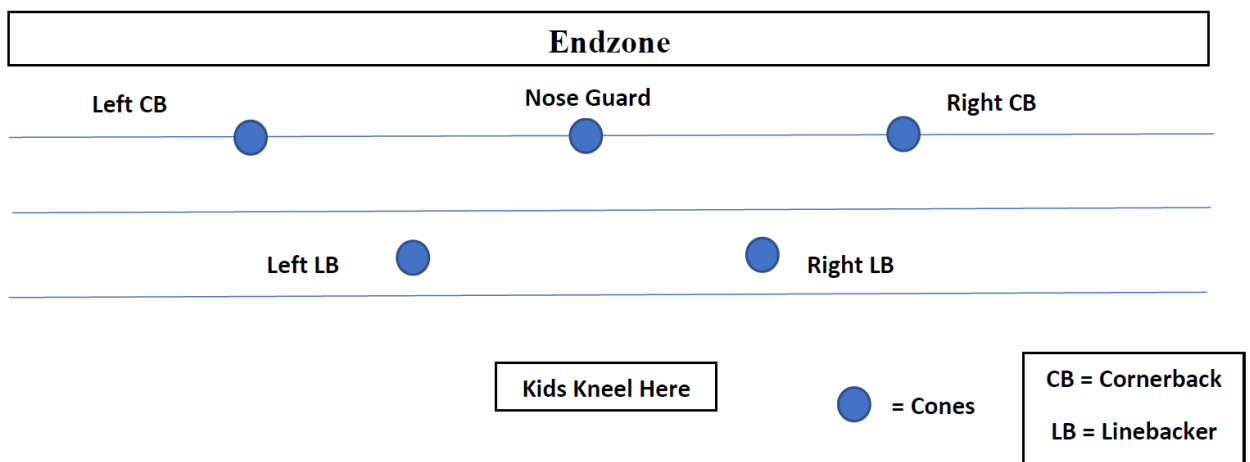 Endzone
Left CB
Nose Guard
Right CB
Left LB
Right LB
Kids Kneel Here
= Cones
CB = Cornerback
LB = Linebacker